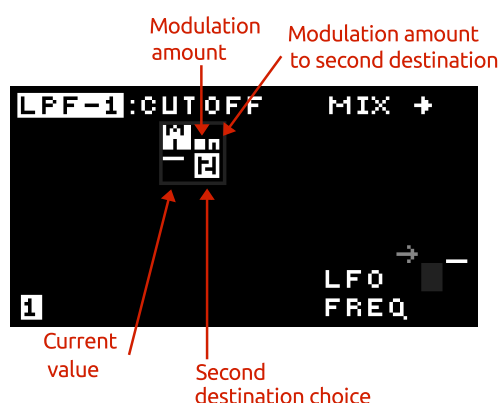 Modulation
amount
Modulation amount
to second destination
LPF-1:CUTOFF MIX →
LFO
FREQ
1
Current
value
Second
destination choice